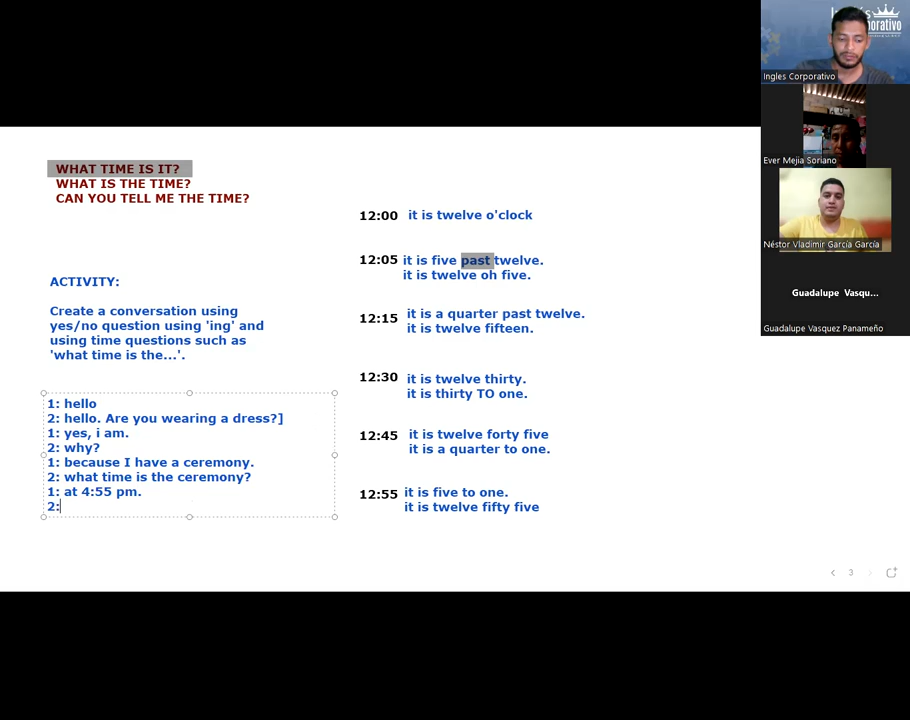 WHAT TIME IS IT?
WHAT IS THE TIME?
CAN YOU TELL ME THE TIME?
ACTIVITY:
Create a conversation using
yes/no question using 'ing' and
using time questions such as
'what time is the...'.
1: hello
2: hello. Are you wearing a dress?]
1: yes, i am.
2: why?
1: because I have a ceremony.
2: what time is the ceremony?
1: at 4:55 pm.
2:
12:00 it is twelve o'clock
12:05 it is five past twelve.
it is twelve oh five.
12:15 it is a quarter past twelve.
it is twelve fifteen.
12:30 it is twelve thirty.
it is thirty TO one.
12:45 it is twelve forty five
it is a quarter to one.
12:55 it is five to one.
it is twelve fifty five
3
Ingles Corporativo
Ever Mejia Soriano
Néstor Vladimir García García
Guadalupe Vasqu...
Guadalupe Vasquez Panameño